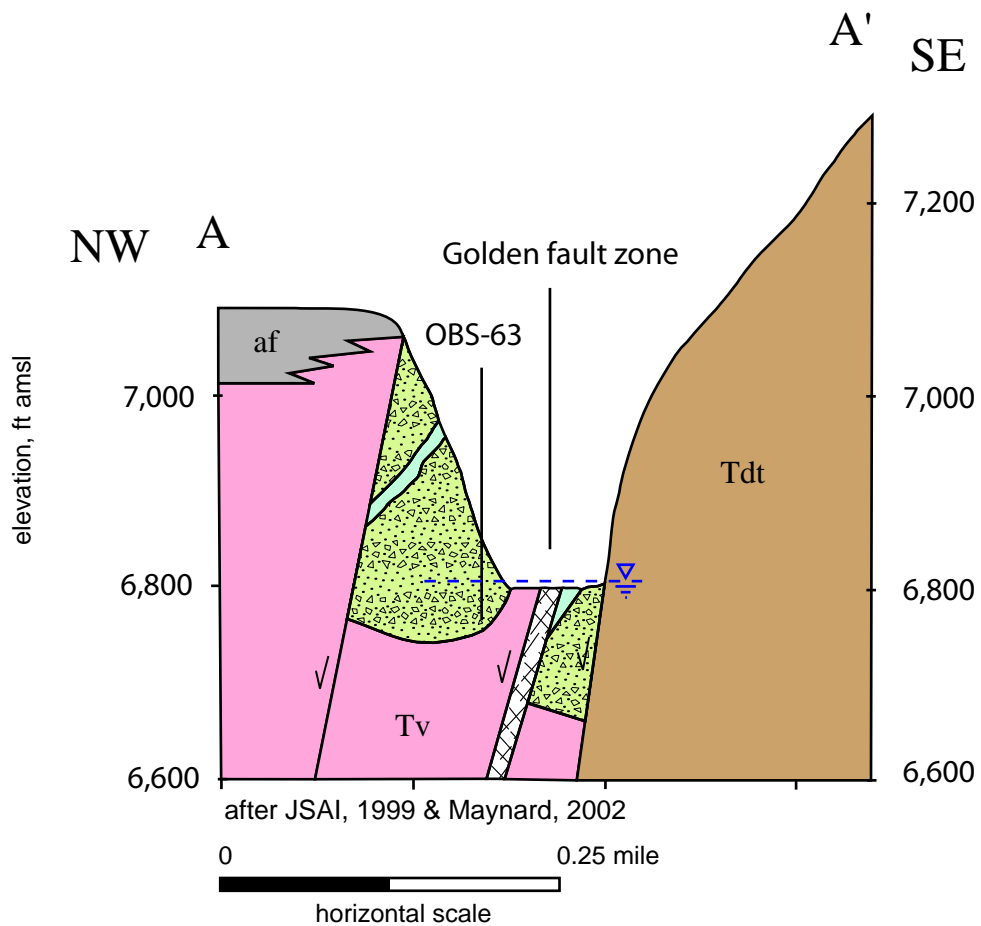 A'
SE
7,200
NW
A
Golden fault zone
OBS-63
af
elevation, ft amsl
7,000
7,000
Tdt
6,800
6,800
Tv
6,600
6,600
after JSAI, 1999 & Maynard, 2002
0
0.25 mile
horizontal scale